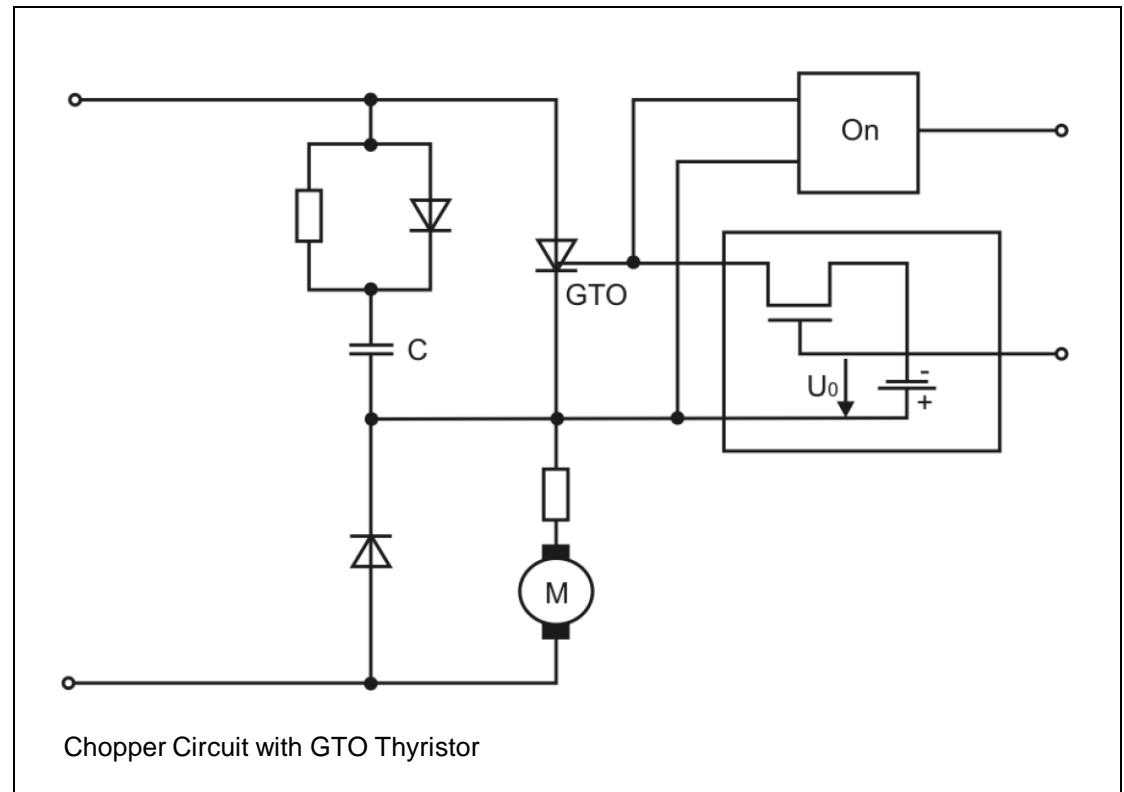 On
GTO
C
U₀
-
+
M
Chopper Circuit with GTO Thyristor